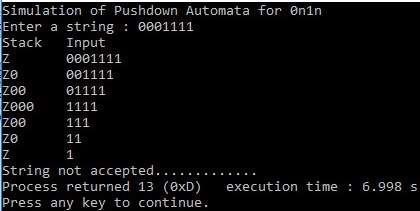 Simulation of Pushdown Automata for 0n1n
Enter a string : 0001111
Stack   Input
Z       0001111
Z0      001111
Z00     01111
Z000    1111
Z00     111
Z0      11
Z       1
String not accepted.............
Process returned 13 (0xD)   execution time : 6.998 s
Press any key to continue.